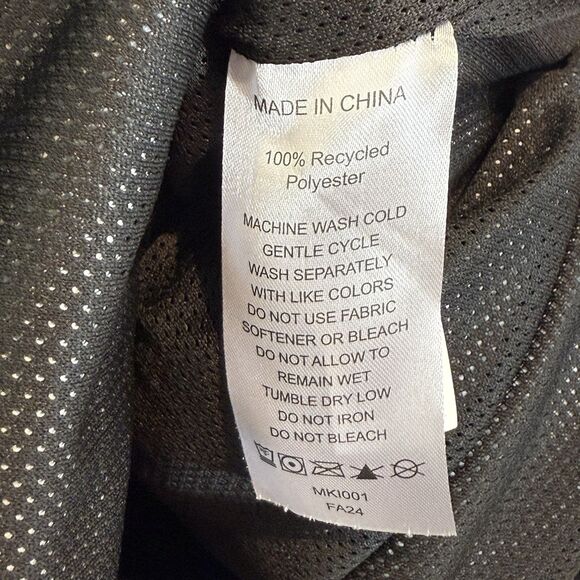 MADE IN CHINA
100% Recycled
Polyester
MACHINE WASH COLD
GENTLE CYCLE
WASH SEPARATELY
WITH LIKE COLORS
DO NOT USE FABRIC
SOFTENER OR BLEACH
DO NOT ALLOW TO
REMAIN WET
TUMBLE DRY LOW
DO NOT IRON
DO NOT BLEACH
MKI001
FA24